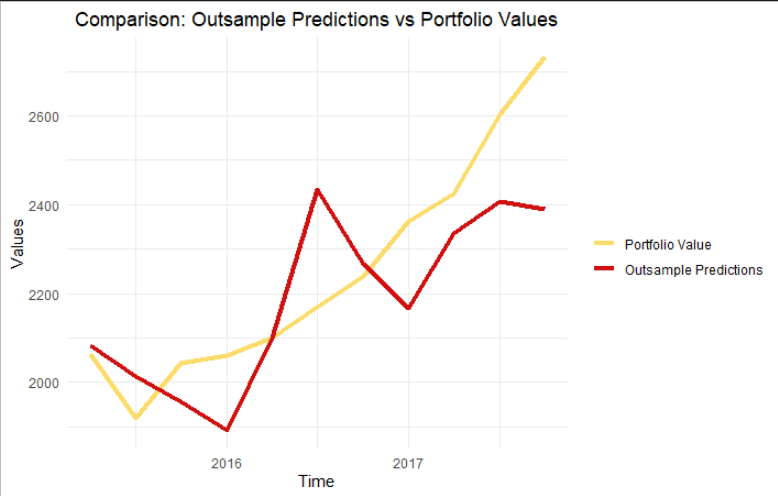 Comparison: Outsample Predictions vs Portfolio Values
2600
2400
2200
2000
Values
2016
2017
Time
Portfolio Value
Outsample Predictions